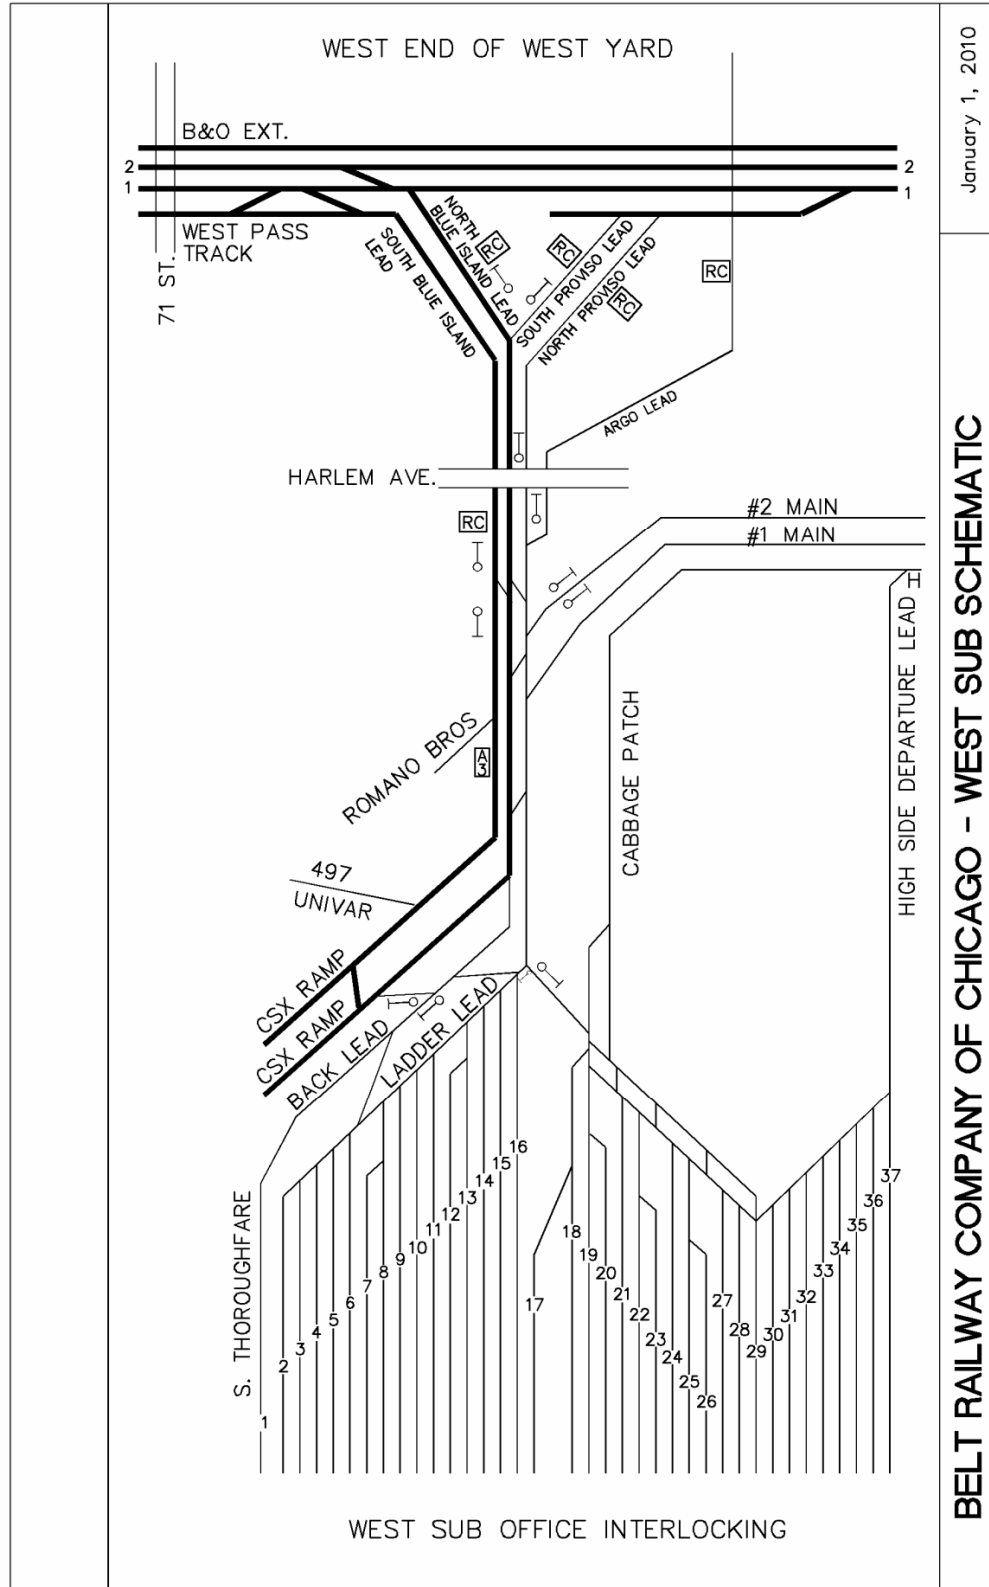 WEST END OF WEST YARD
January 1, 2010
B&O EXT.
2
2
1
1
WEST PASS
TRACK
71 ST.
NORTH
BLUE ISLAND LEAD
SOUTH BLUE ISLAND
LEAD
RC
RC
SOUTH PROVISO LEAD
NORTH PROVISO LEAD
RC
RC
ARGO LEAD
HARLEM AVE.
RC
#2 MAIN
#1 MAIN
H
HIGH SIDE DEPARTURE LEAD
CABBAGE PATCH
ROMANO BROS
A
3
497
UNIVAR
CSX RAMP
CSX RAMP
BACK LEAD
LADDER LEAD
S. THOROUGHFARE
1
2
3
4
5
6
7
8
9
10
11
12
13
14
15
16
17
18
19
20
21
22
23
24
25
26
27
28
29
30
31
32
33
34
35
36
37
WEST SUB OFFICE INTERLOCKING
BELT RAILWAY COMPANY OF CHICAGO - WEST SUB SCHEMATIC